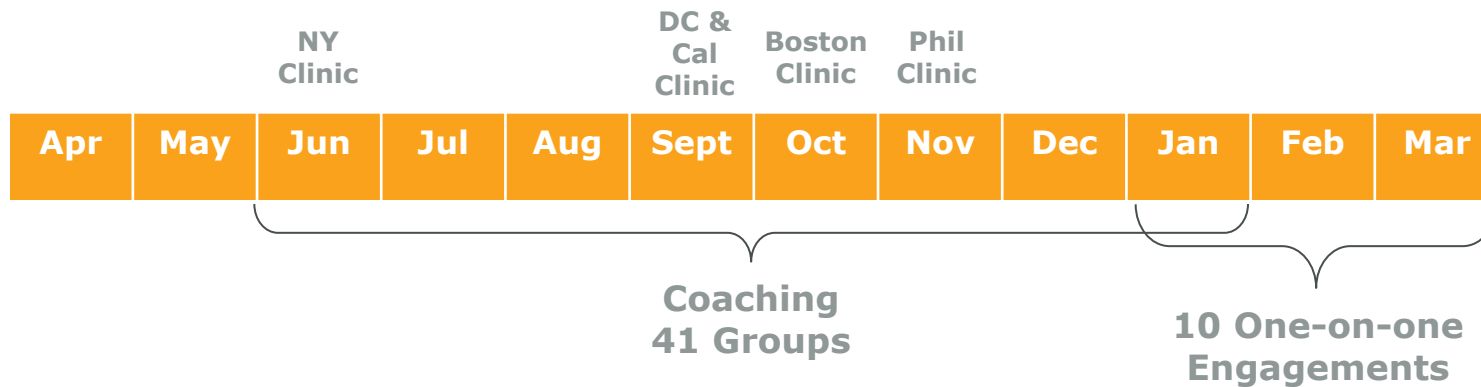 NY
Clinic
DC &
Cal
Clinic
Boston
Clinic
Phil
Clinic
Apr May Jun Jul Aug Sept Oct Nov Dec Jan Feb Mar
Coaching
41 Groups
10 One-on-one
Engagements